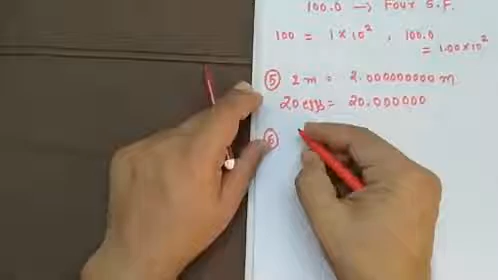 100.0 → Four S.F.
100 = 1 × 10², 100.0
= 1.00 × 10²
⑤ 2 m = 2.000000000 m
20 eggs = 20.000000
⑥